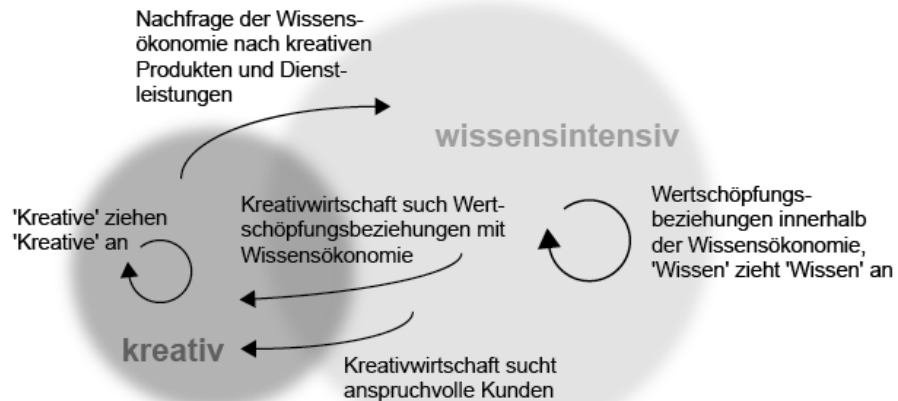 Nachfrage der Wissens-
ökonomie nach kreativen
Produkten und Dienst-
leistungen
wissensintensiv
'Kreative' ziehen
'Kreative' an
Kreativwirtschaft such Wert-
schöpfungsbeziehungen mit
Wissensökonomie
Wertschöpfungs-
beziehungen innerhalb
der Wissensökonomie,
'Wissen' zieht 'Wissen' an
kreativ
Kreativwirtschaft sucht
anspruchvolle Kunden